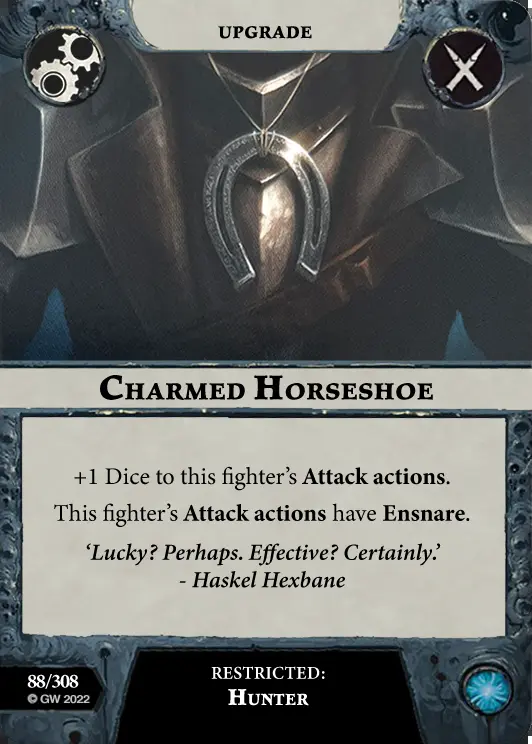 UPGRADE
CHARMED HORSESHOE
+1 Dice to this fighter’s Attack actions.
This fighter’s Attack actions have Ensnare.
‘Lucky? Perhaps. Effective? Certainly.’
- Haskel Hexbane
88/308
© GW 2022
RESTRICTED:
HUNTER